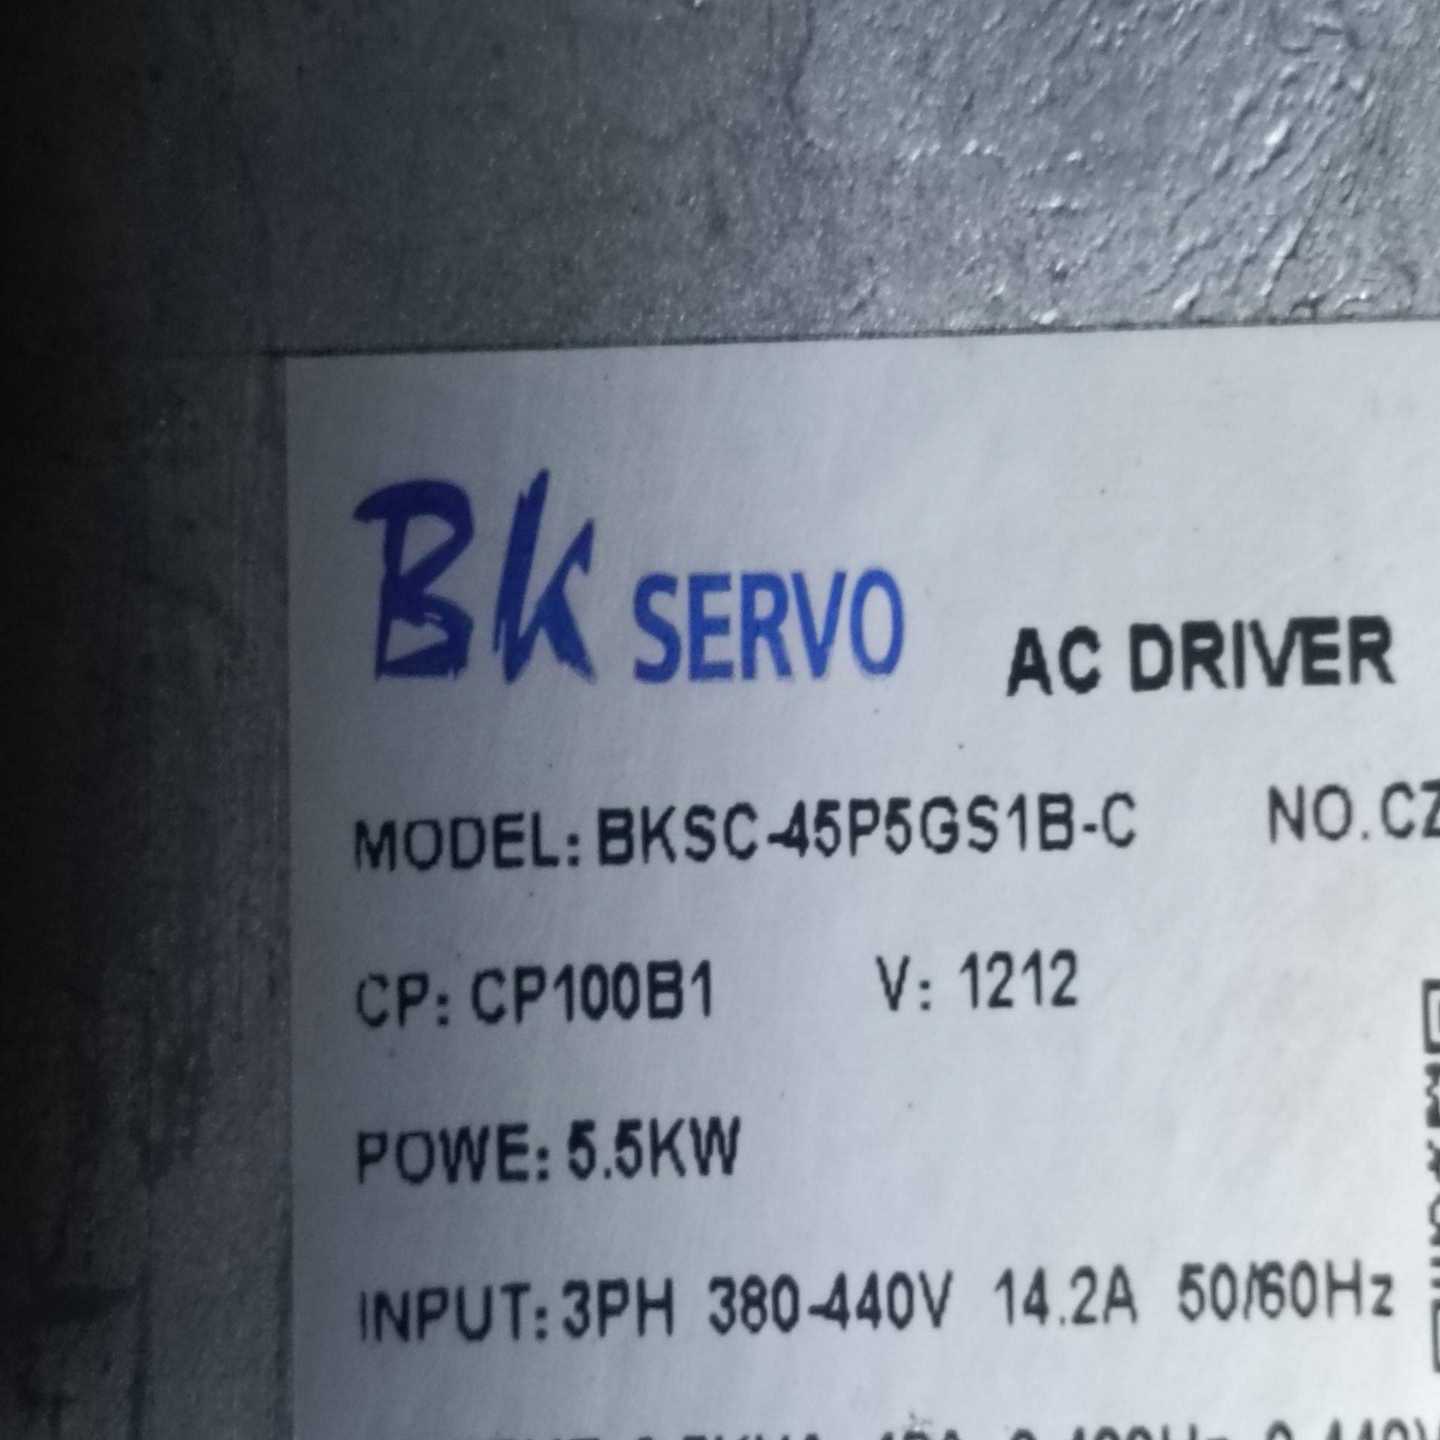 BK SERVO AC DRIVER
MODEL: BKSC-45P5GS1B-C NO.CZ
CP: CP100B1 V: 1212
POWE: 5.5KW
INPUT: 3PH 380-440V 14.2A 50/60Hz